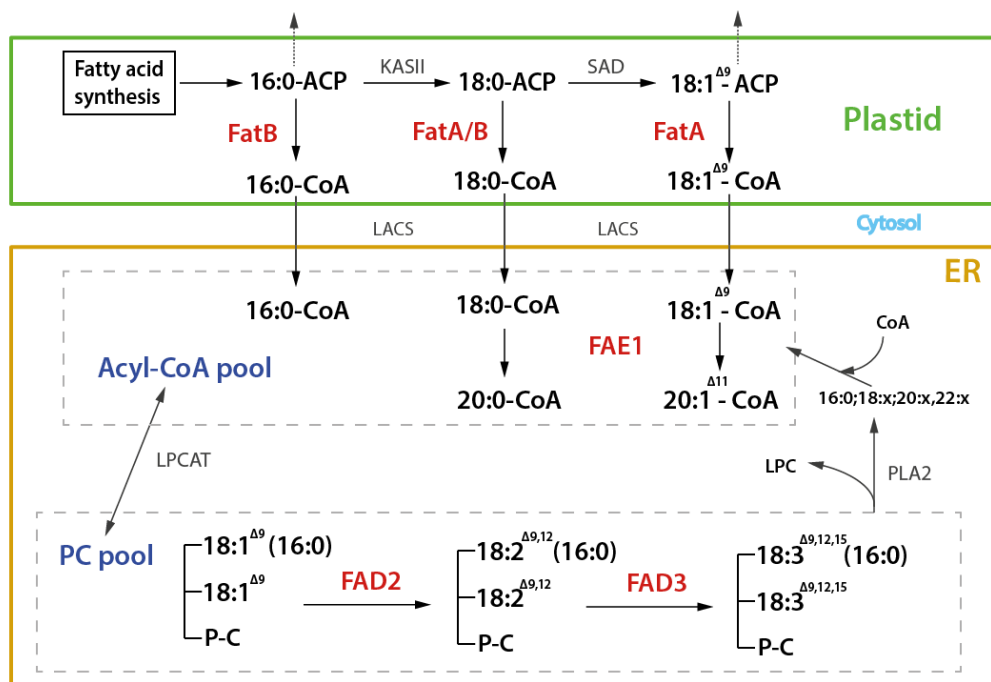 Fatty acid
synthesis
16:0-ACP
KASII
18:0-ACP
SAD
18:1Δ9- ACP
FatB
FatA/B
FatA
Plastid
16:0-CoA
18:0-CoA
18:1Δ9- CoA
LACS
LACS
Cytosol
ER
16:0-CoA
18:0-CoA
18:1Δ9- CoA
CoA
FAE1
Acyl-CoA pool
20:0-CoA
20:1Δ11- CoA
16:0;18:x;20:x,22:x
LPCAT
LPC
PLA2
PC pool
18:1Δ9 (16:0)
18:2Δ9,12 (16:0)
18:3Δ9,12,15 (16:0)
FAD2
FAD3
18:1Δ9
18:2Δ9,12
18:3Δ9,12,15
P-C
P-C
P-C